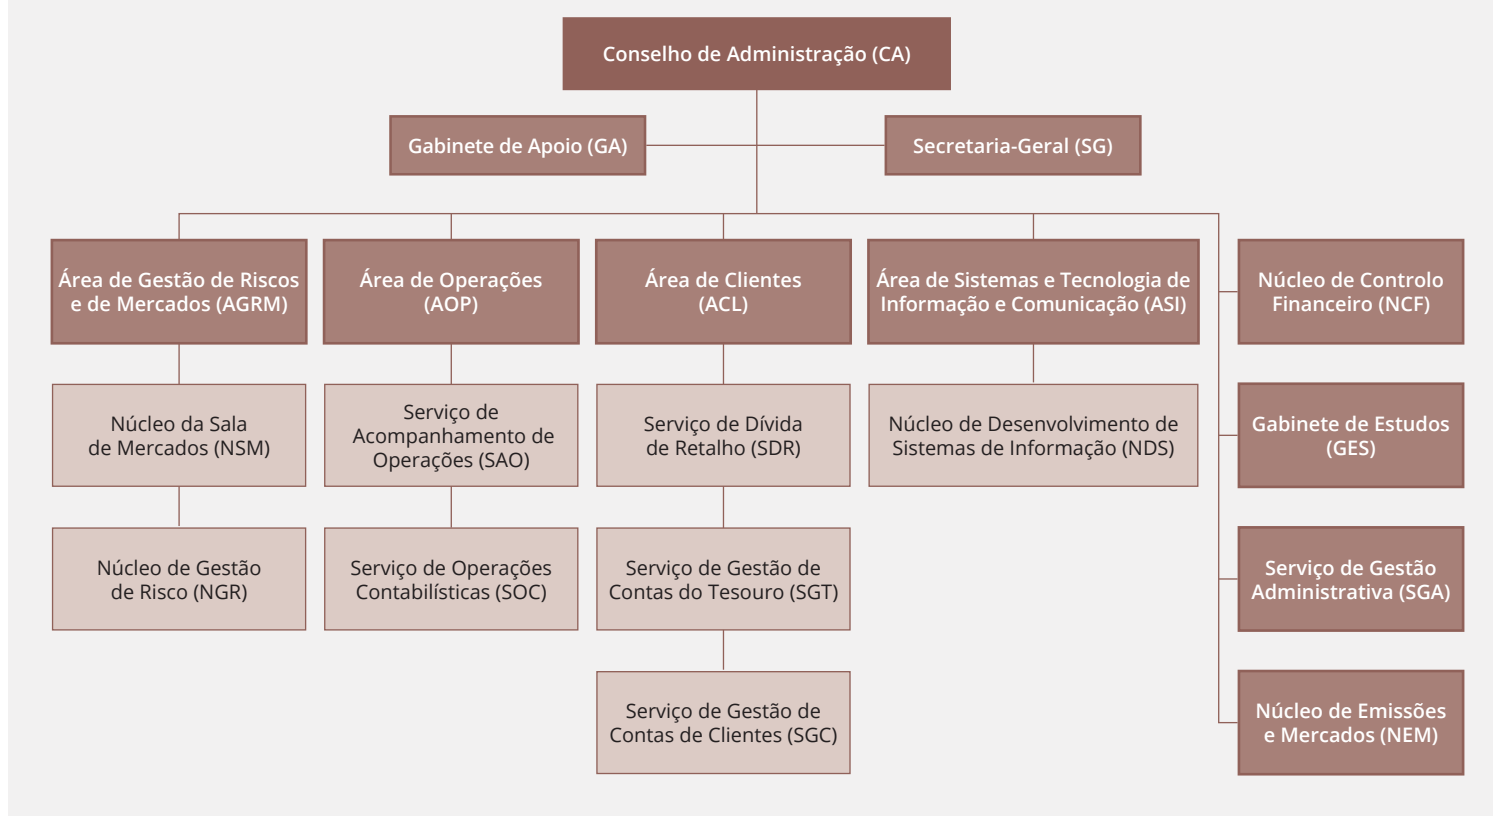 Conselho de Administração (CA)
Gabinete de Apoio (GA)
Secretaria-Geral (SG)
Área de Gestão de Riscos
e de Mercados (AGRM)
Área de Operações
(AOP)
Área de Clientes
(ACL)
Área de Sistemas e Tecnologia de
Informação e Comunicação (ASI)
Núcleo de Controlo
Financeiro (NCF)
Núcleo da Sala
de Mercados (NSM)
Serviço de
Acompanhamento de
Operações (SAO)
Serviço de Dívida
de Retalho (SDR)
Núcleo de Desenvolvimento de
Sistemas de Informação (NDS)
Gabinete de Estudos
(GES)
Núcleo de Gestão
de Risco (NGR)
Serviço de Operações
Contabilísticas (SOC)
Serviço de Gestão de
Contas do Tesouro (SGT)
Serviço de Gestão
Administrativa (SGA)
Serviço de Gestão de
Contas de Clientes (SGC)
Núcleo de Emissões
e Mercados (NEM)